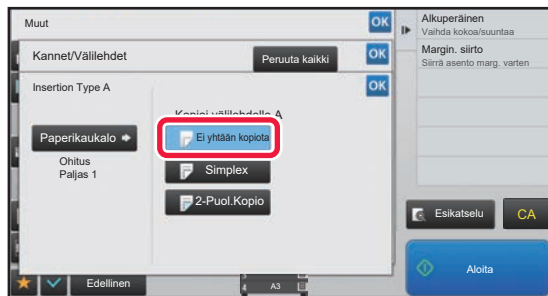 Muut
OK
Kannet/Välilehdet
Peruuta kaikki
OK
Insertion Type A
OK
Kopioi välilehdelle A
Paperikaukalo
Ohitus
Paljas 1
Ei yhtään kopiota
Simplex
2-Puol.Kopio
Edellinen
4
A3
Alkuperäinen
Vaihda kokoa/suuntaa
Margin. siirto
Siirrä asento marg. varten
Esikatselu
CA
Aloita